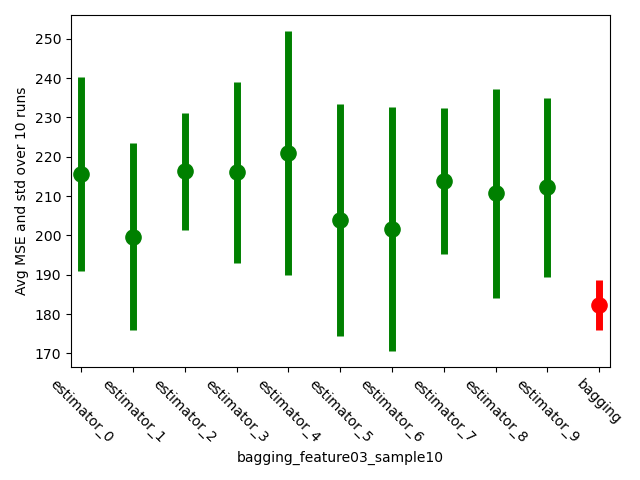 Avg MSE and std over 10 runs
250
240
230
220
210
200
190
180
170
estimator_0
estimator_1
estimator_2
estimator_3
estimator_4
estimator_5
estimator_6
estimator_7
estimator_8
estimator_9
bagging
bagging_feature03_sample10